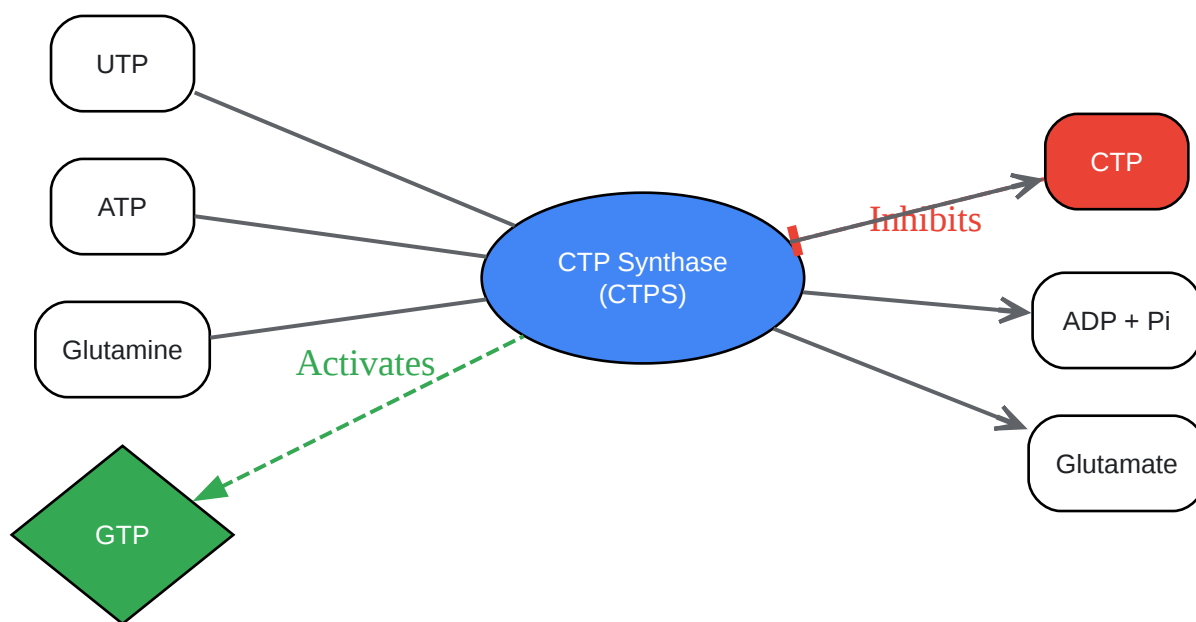 UTP
ATP
Glutamine
Activates
GTP
CTP Synthase
(CTPS)
Inhibits
CTP
ADP + Pi
Glutamate